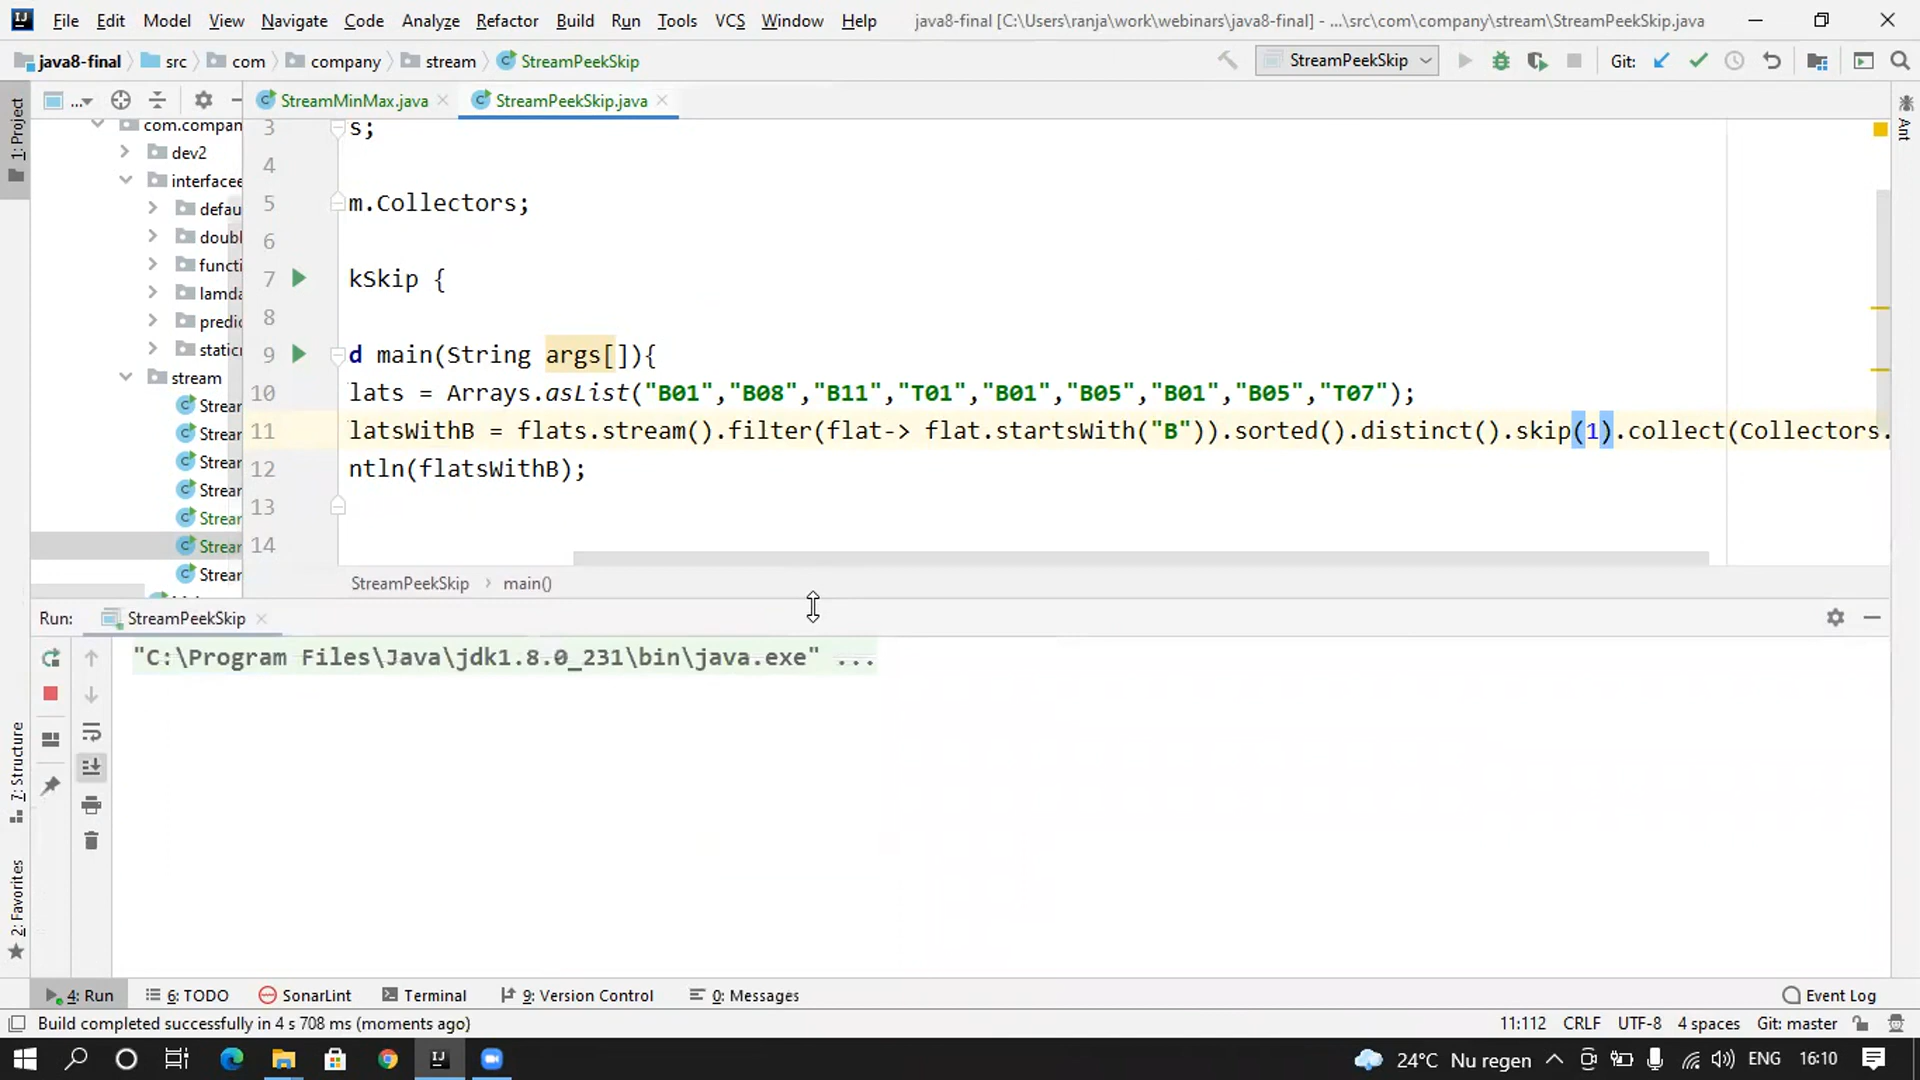 File Edit Model View Navigate Code Analyze Refactor Build Run Tools VCS Window Help java8-final [C:\Users\ranja\work\webinars\java8-final] - ...\src\com\company\stream\StreamPeekSkip.java
java8-final src com company stream StreamPeekSkip StreamPeekSkip Git:
... StreamMinMax.java StreamPeekSkip.java
1: Project
Ant
com.compan
dev2
interfacee
defau
doubl
functi
lamda
predic
static
stream
Strear
Strear
Strear
Strear
Strear
Strear
Strear
3 s;
4
5 m.Collectors;
6
7 kSkip {
8
9 d main(String args[]){
10 lats = Arrays.asList("B01","B08","B11","T01","B01","B05","B01","B05","T07");
11 latsWithB = flats.stream().filter(flat-> flat.startsWith("B")).sorted().distinct().skip(1).collect(Collectors.
12 ntln(flatsWithB);
13
14
StreamPeekSkip main()
Run: StreamPeekSkip
"C:\Program Files\Java\jdk1.8.0_231\bin\java.exe" ...
7: Structure
2: Favorites
4: Run 6: TODO SonarLint Terminal 9: Version Control 0: Messages Event Log
Build completed successfully in 4 s 708 ms (moments ago) 11:112 CRLF UTF-8 4 spaces Git: master
24°C Nu regen ENG 16:10